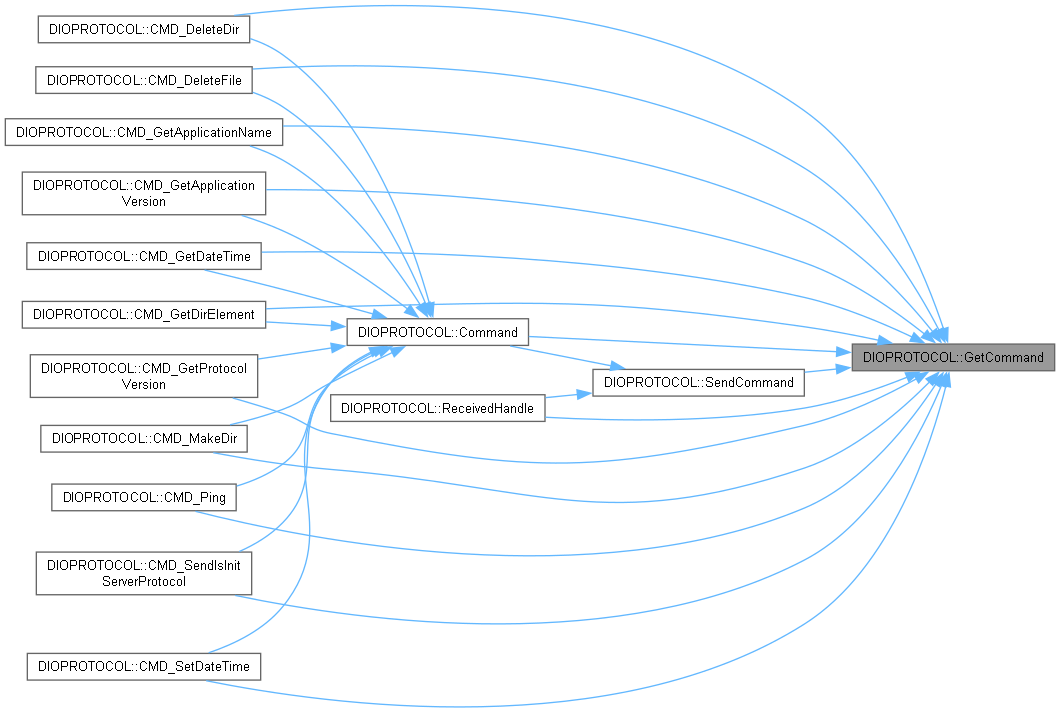 DIOPROTOCOL::CMD_DeleteDir
DIOPROTOCOL::CMD_DeleteFile
DIOPROTOCOL::CMD_GetApplicationName
DIOPROTOCOL::CMD_GetApplication
Version
DIOPROTOCOL::CMD_GetDateTime
DIOPROTOCOL::CMD_GetDirElement
DIOPROTOCOL::Command
DIOPROTOCOL::GetCommand
DIOPROTOCOL::CMD_GetProtocol
Version
DIOPROTOCOL::SendCommand
DIOPROTOCOL::ReceivedHandle
DIOPROTOCOL::CMD_MakeDir
DIOPROTOCOL::CMD_Ping
DIOPROTOCOL::CMD_SendIsInit
ServerProtocol
DIOPROTOCOL::CMD_SetDateTime